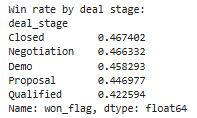 Win rate by deal stage:
deal_stage
Closed 0.467402
Negotiation 0.466332
Demo 0.458293
Proposal 0.446977
Qualified 0.422594
Name: won_flag, dtype: float64